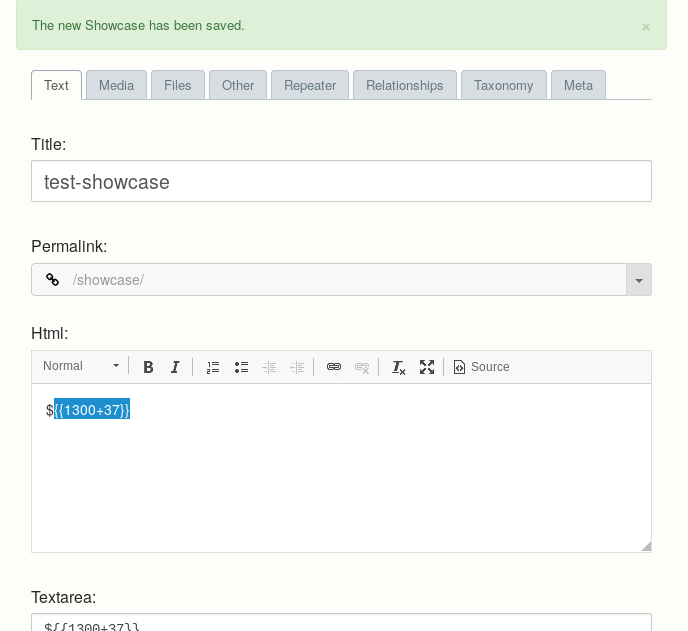 The new Showcase has been saved. ×
Text Media Files Other Repeater Relationships Taxonomy Meta
Title:
test-showcase
Permalink:
/showcase/
Html:
Normal B I Source
${{1300+37}}
Textarea:
${{1300+37}}